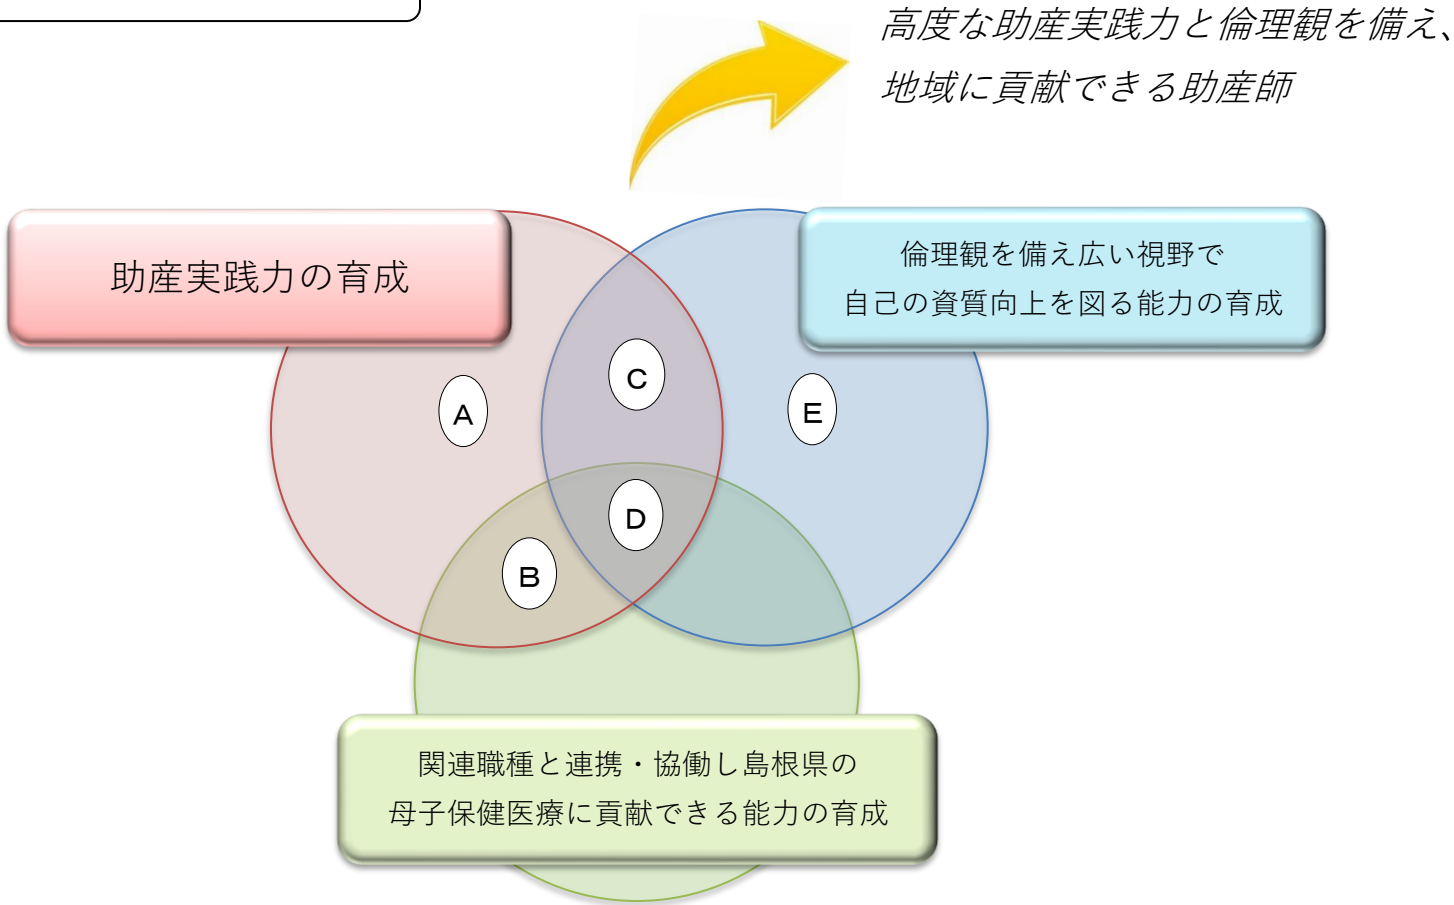 高度な助産実践力と倫理観を備え、
地域に貢献できる助産師
助産実践力の育成
倫理観を備え広い視野で
自己の資質向上を図る能力の育成
C
A
E
D
B
関連職種と連携・協働し島根県の
母子保健医療に貢献できる能力の育成